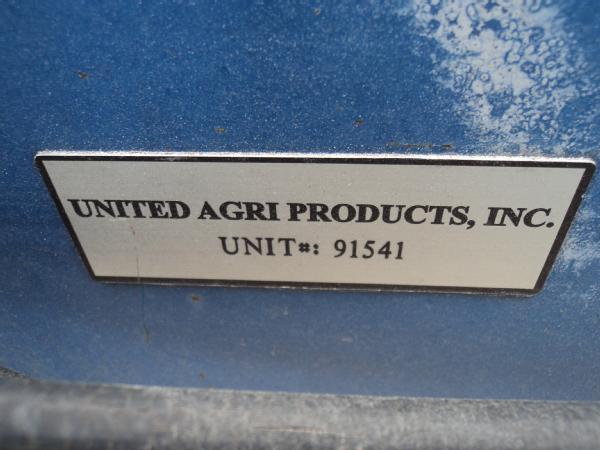 UNITED AGRI PRODUCTS, INC.
UNIT#: 91541